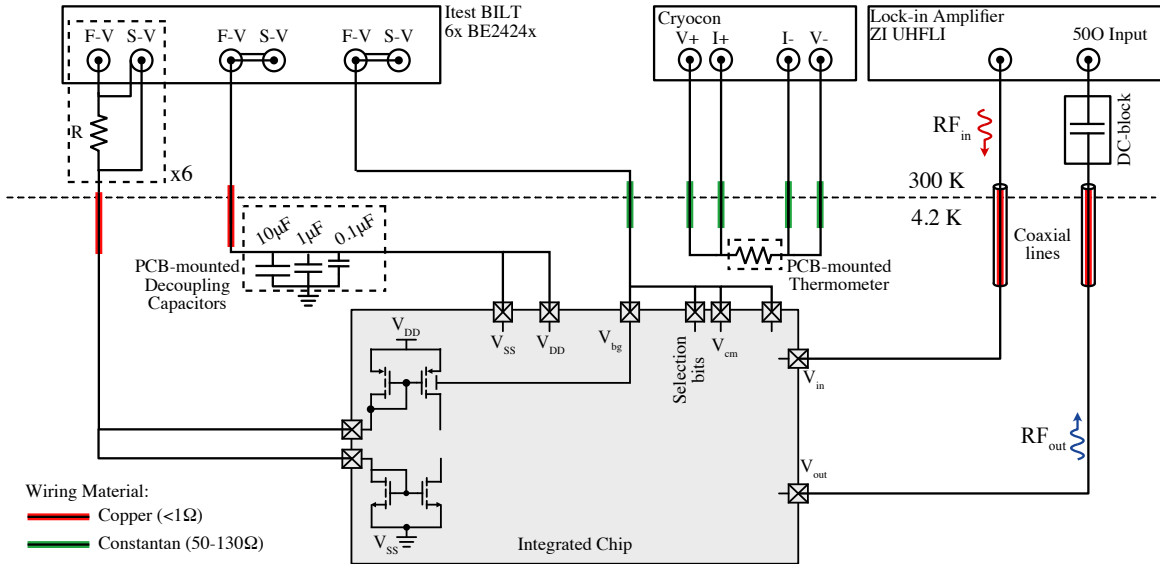 Itest BILT
6x BE2424x
F-V S-V
F-V S-V
F-V S-V
R
x6
Cryocon
V+ I+ I- V-
Lock-in Amplifier
ZI UHFLI
50O Input
DC-block
RFin
300 K
4.2 K
10µF 1µF 0.1µF
PCB-mounted
Decoupling
Capacitors
PCB-mounted
Thermometer
Coaxial
lines
VDD
VSS
VDD
Vbg
Selection
bits
Vcm
Vin
RFout
Vout
VSS
Integrated Chip
Wiring Material:
Copper (<1Ω)
Constantan (50-130Ω)